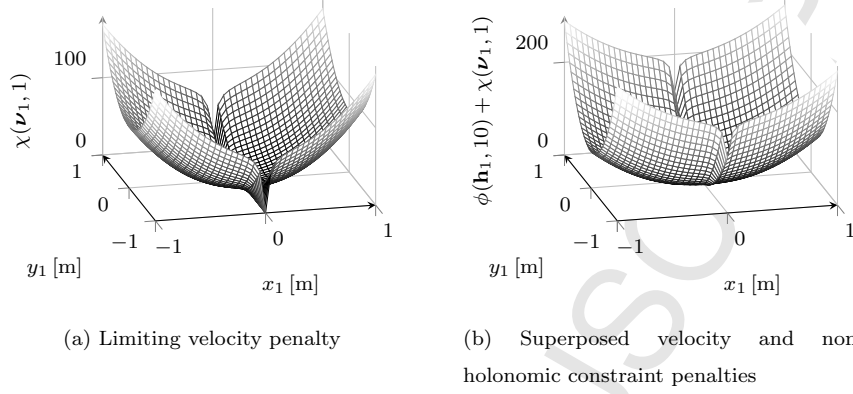 100
0
χ(ν₁, 1)
1
0
−1
−1
0
1
y₁ [m]
x₁ [m]
(a) Limiting velocity penalty
200
0
ϕ(h₁, 10) + χ(ν₁, 1)
1
0
−1
−1
0
1
y₁ [m]
x₁ [m]
(b) Superposed velocity and non
holonomic constraint penalties